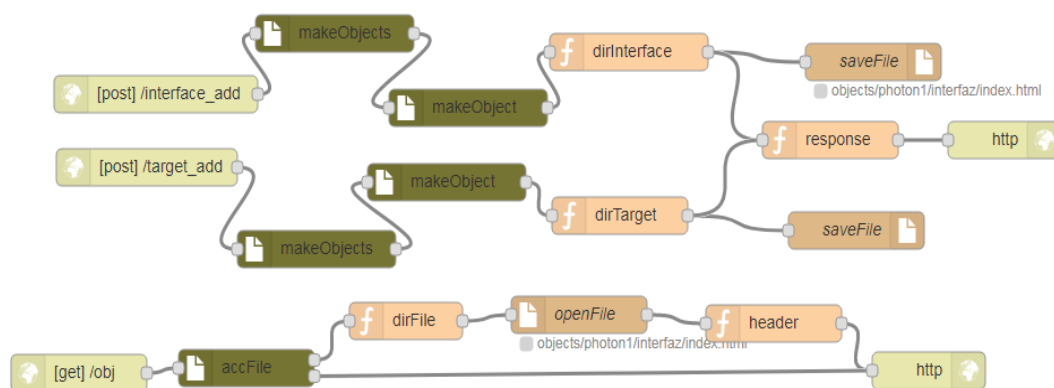 makeObjects
dirInterface
saveFile
objects/photon1/interfaz/index.html
[post] /interface_add
makeObject
response
http
[post] /target_add
makeObject
dirTarget
saveFile
makeObjects
dirFile
openFile
header
objects/photon1/interfaz/index.html
[get] /obj
accFile
http